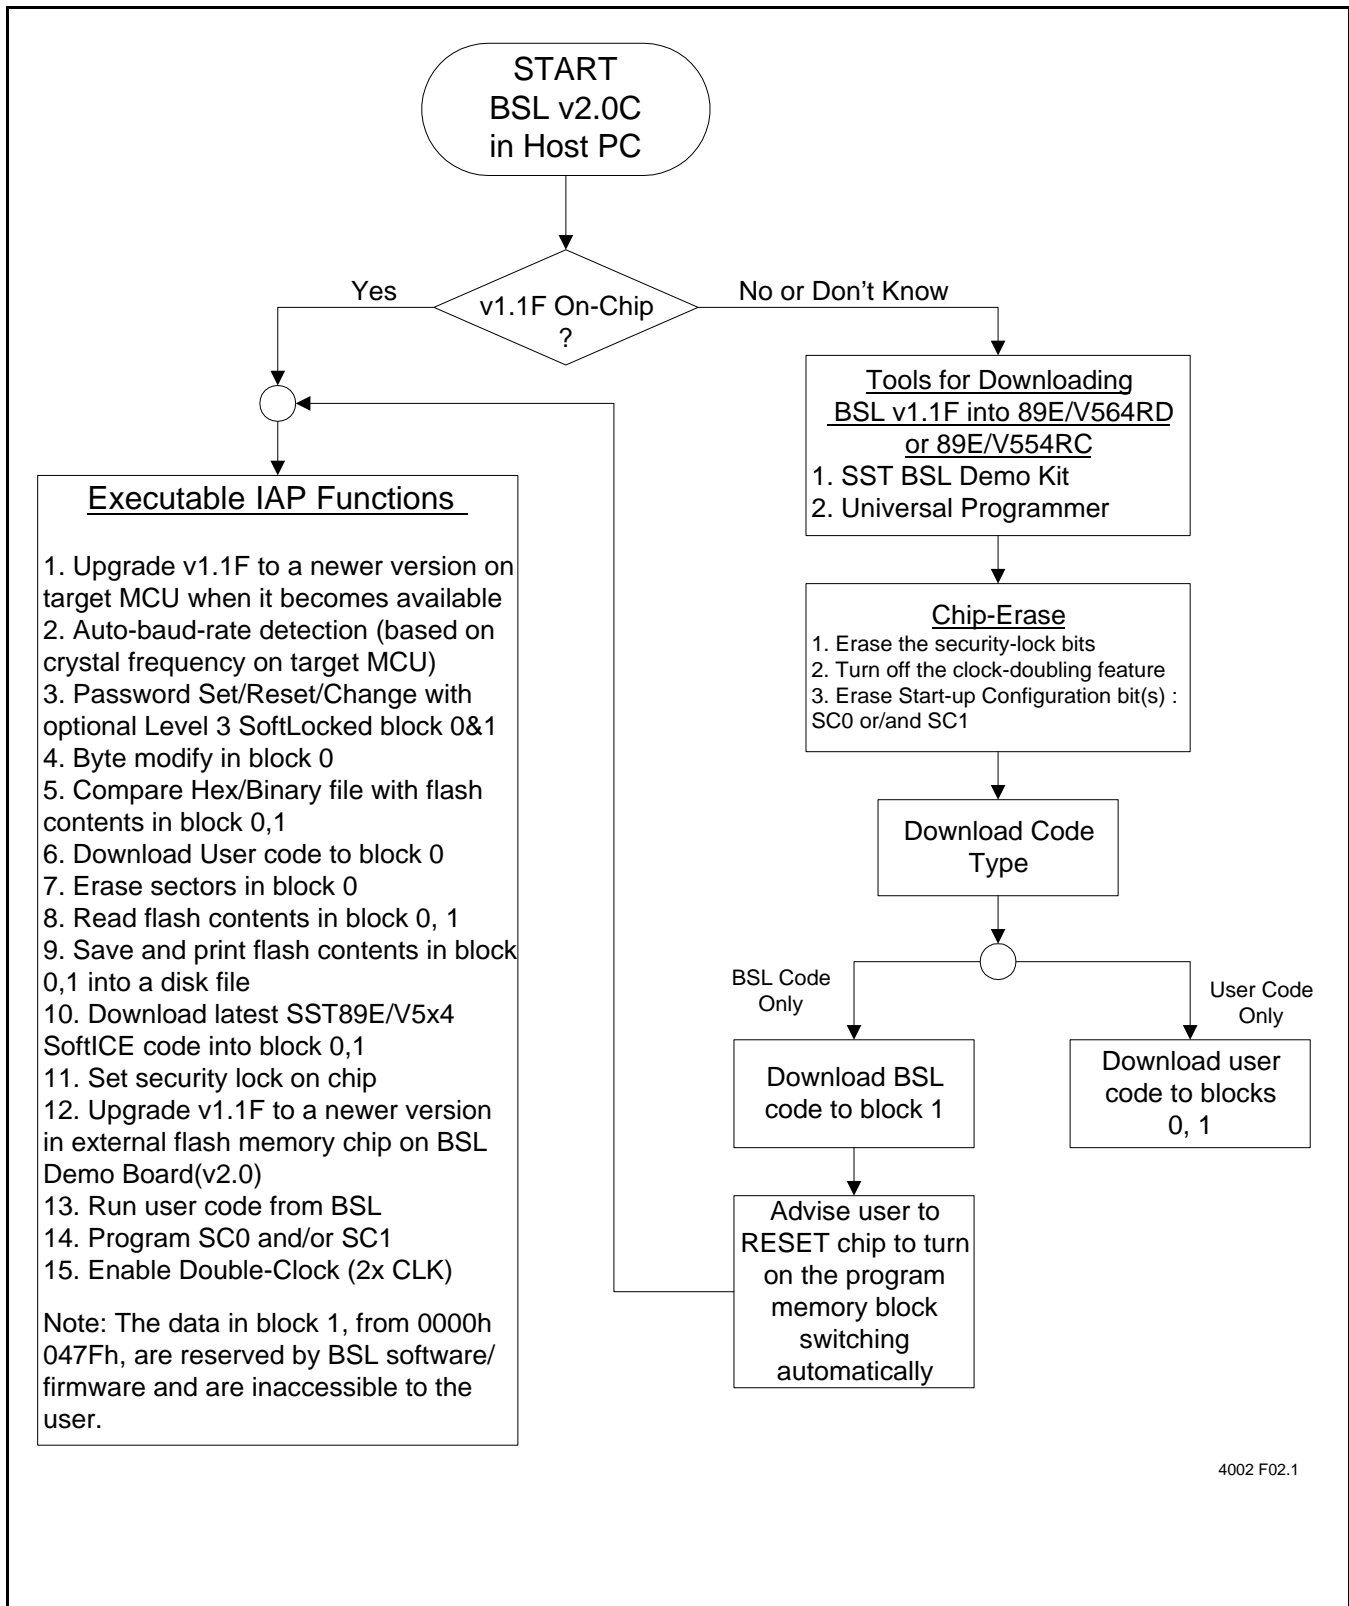 START
BSL v2.0C
in Host PC
Yes
v1.1F On-Chip
?
No or Don't Know
Tools for Downloading
BSL v1.1F into 89E/V564RD
or 89E/V554RC
1. SST BSL Demo Kit
2. Universal Programmer
Chip-Erase
1. Erase the security-lock bits
2. Turn off the clock-doubling feature
3. Erase Start-up Configuration bit(s) :
SC0 or/and SC1
Download Code
Type
BSL Code
Only
User Code
Only
Download BSL
code to block 1
Download user
code to blocks
0, 1
Advise user to
RESET chip to turn
on the program
memory block
switching
automatically
Executable IAP Functions
1. Upgrade v1.1F to a newer version on
target MCU when it becomes available
2. Auto-baud-rate detection (based on
crystal frequency on target MCU)
3. Password Set/Reset/Change with
optional Level 3 SoftLocked block 0&1
4. Byte modify in block 0
5. Compare Hex/Binary file with flash
contents in block 0,1
6. Download User code to block 0
7. Erase sectors in block 0
8. Read flash contents in block 0, 1
9. Save and print flash contents in block
0,1 into a disk file
10. Download latest SST89E/V5x4
SoftICE code into block 0,1
11. Set security lock on chip
12. Upgrade v1.1F to a newer version
in external flash memory chip on BSL
Demo Board(v2.0)
13. Run user code from BSL
14. Program SC0 and/or SC1
15. Enable Double-Clock (2x CLK)
Note: The data in block 1, from 0000h
047Fh, are reserved by BSL software/
firmware and are inaccessible to the
user.
4002 F02.1